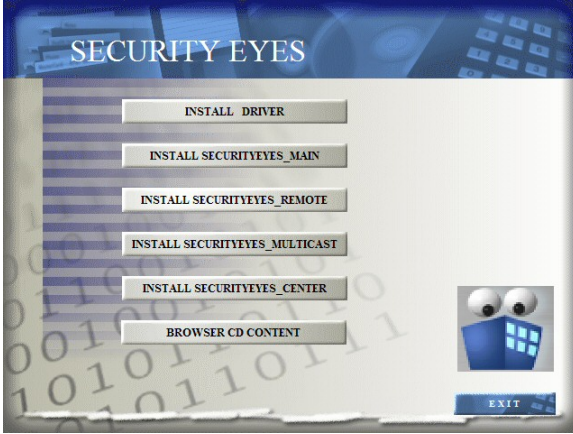 SECURITY EYES
INSTALL DRIVER
INSTALL SECURITYEYES_MAIN
INSTALL SECURITYEYES_REMOTE
INSTALL SECURITYEYES_MULTICAST
INSTALL SECURITYEYES_CENTER
BROWSER CD CONTENT
EXIT